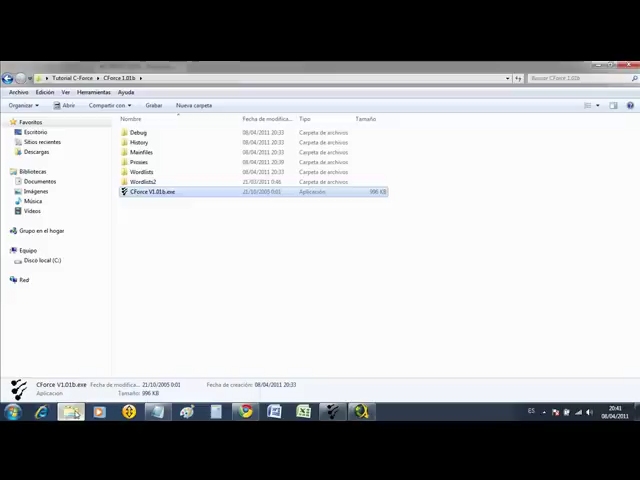 Tutorial C-Force ▸ CForce 1.01b ▸
Buscar CForce 1.01b
Archivo Edición Ver Herramientas Ayuda
Organizar Abrir Compartir con Grabar Nueva carpeta
Nombre Fecha de modifica... Tipo Tamaño
Favoritos
Escritorio
Sitios recientes
Descargas
Bibliotecas
Documentos
Imágenes
Música
Vídeos
Grupo en el hogar
Equipo
Disco local (C:)
Red
Debug 08/04/2011 20:33 Carpeta de archivos
History 08/04/2011 20:33 Carpeta de archivos
Mainfiles 08/04/2011 20:33 Carpeta de archivos
Proxies 08/04/2011 20:39 Carpeta de archivos
Wordlists 08/04/2011 20:33 Carpeta de archivos
Wordlists2 0:46 Carpeta de archivos
CForce V1.01b.exe 21/10/2005 0:01 Aplicación 996 KB
CForce V1.01b.exe Fecha de modifica... 21/10/2005 0:01 Fecha de creación: 08/04/2011 20:33
Aplicación Tamaño: 996 KB
ES
20:41
08/04/2011